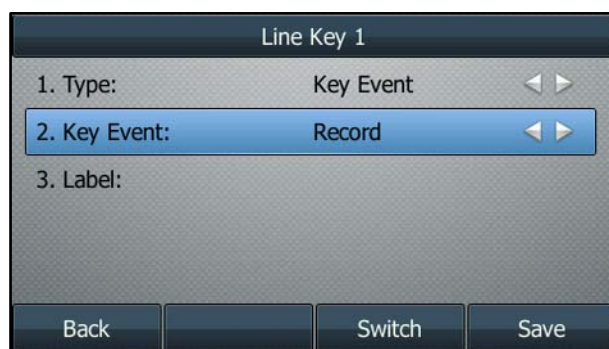 Line Key 1
1. Type: Key Event
2. Key Event: Record
3. Label:
Back Switch Save